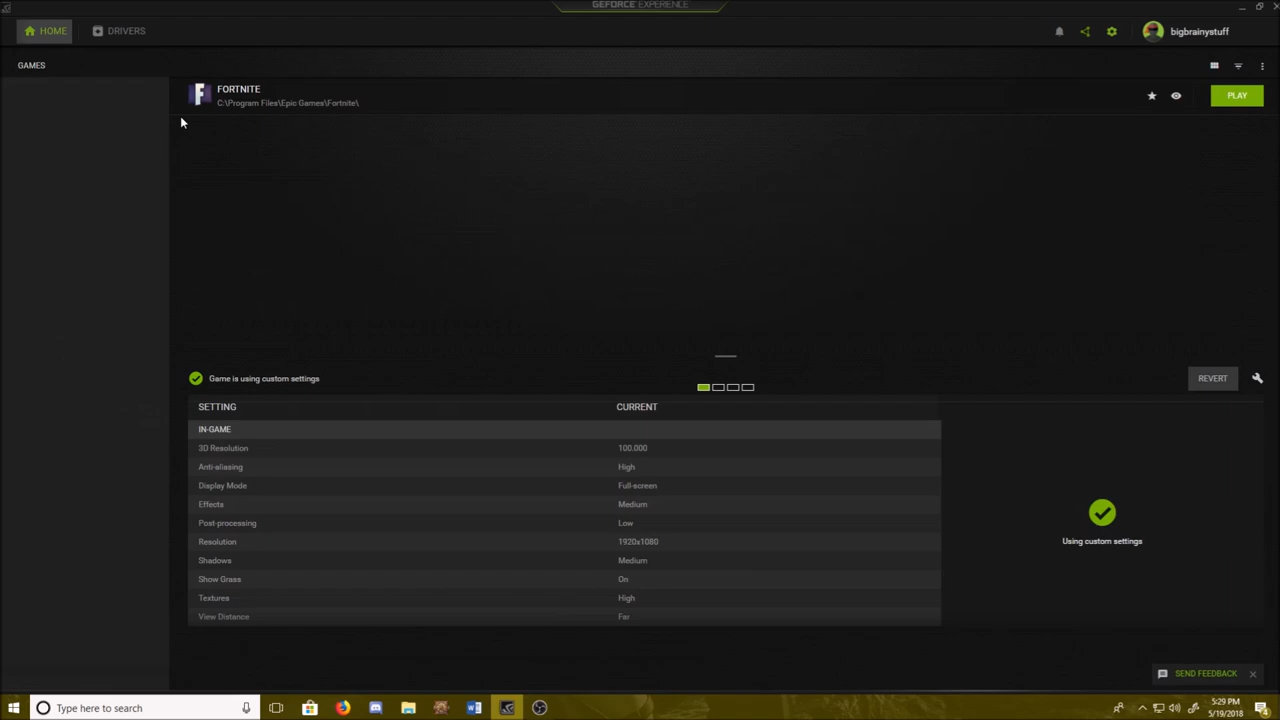 GEFORCE EXPERIENCE
HOME
DRIVERS
bigbrainystuff
GAMES
FORTNITE
C:\Program Files\Epic Games\Fortnite\
PLAY
Game is using custom settings
REVERT
SETTING CURRENT
IN-GAME
3D Resolution 100.000
Anti-aliasing High
Display Mode Full-screen
Effects Medium
Post-processing Low
Resolution 1920x1080
Shadows Medium
Show Grass On
Textures High
View Distance Far
Using custom settings
SEND FEEDBACK
Type here to search
5:29 PM
5/19/2018
4